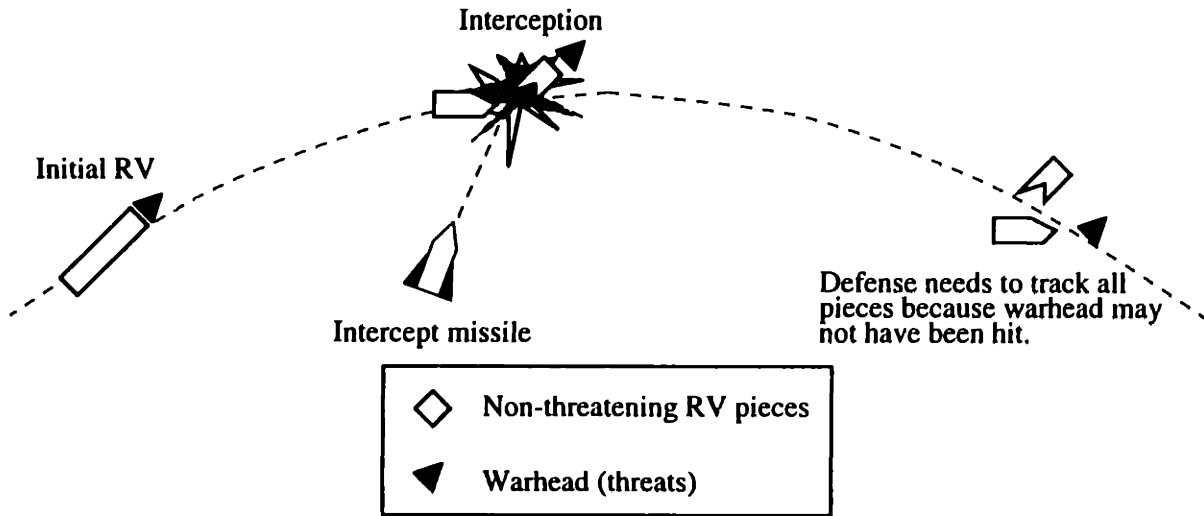 Interception
Initial RV
Intercept missile
Defense needs to track all
pieces because warhead may
not have been hit.
Non-threatening RV pieces
Warhead (threats)